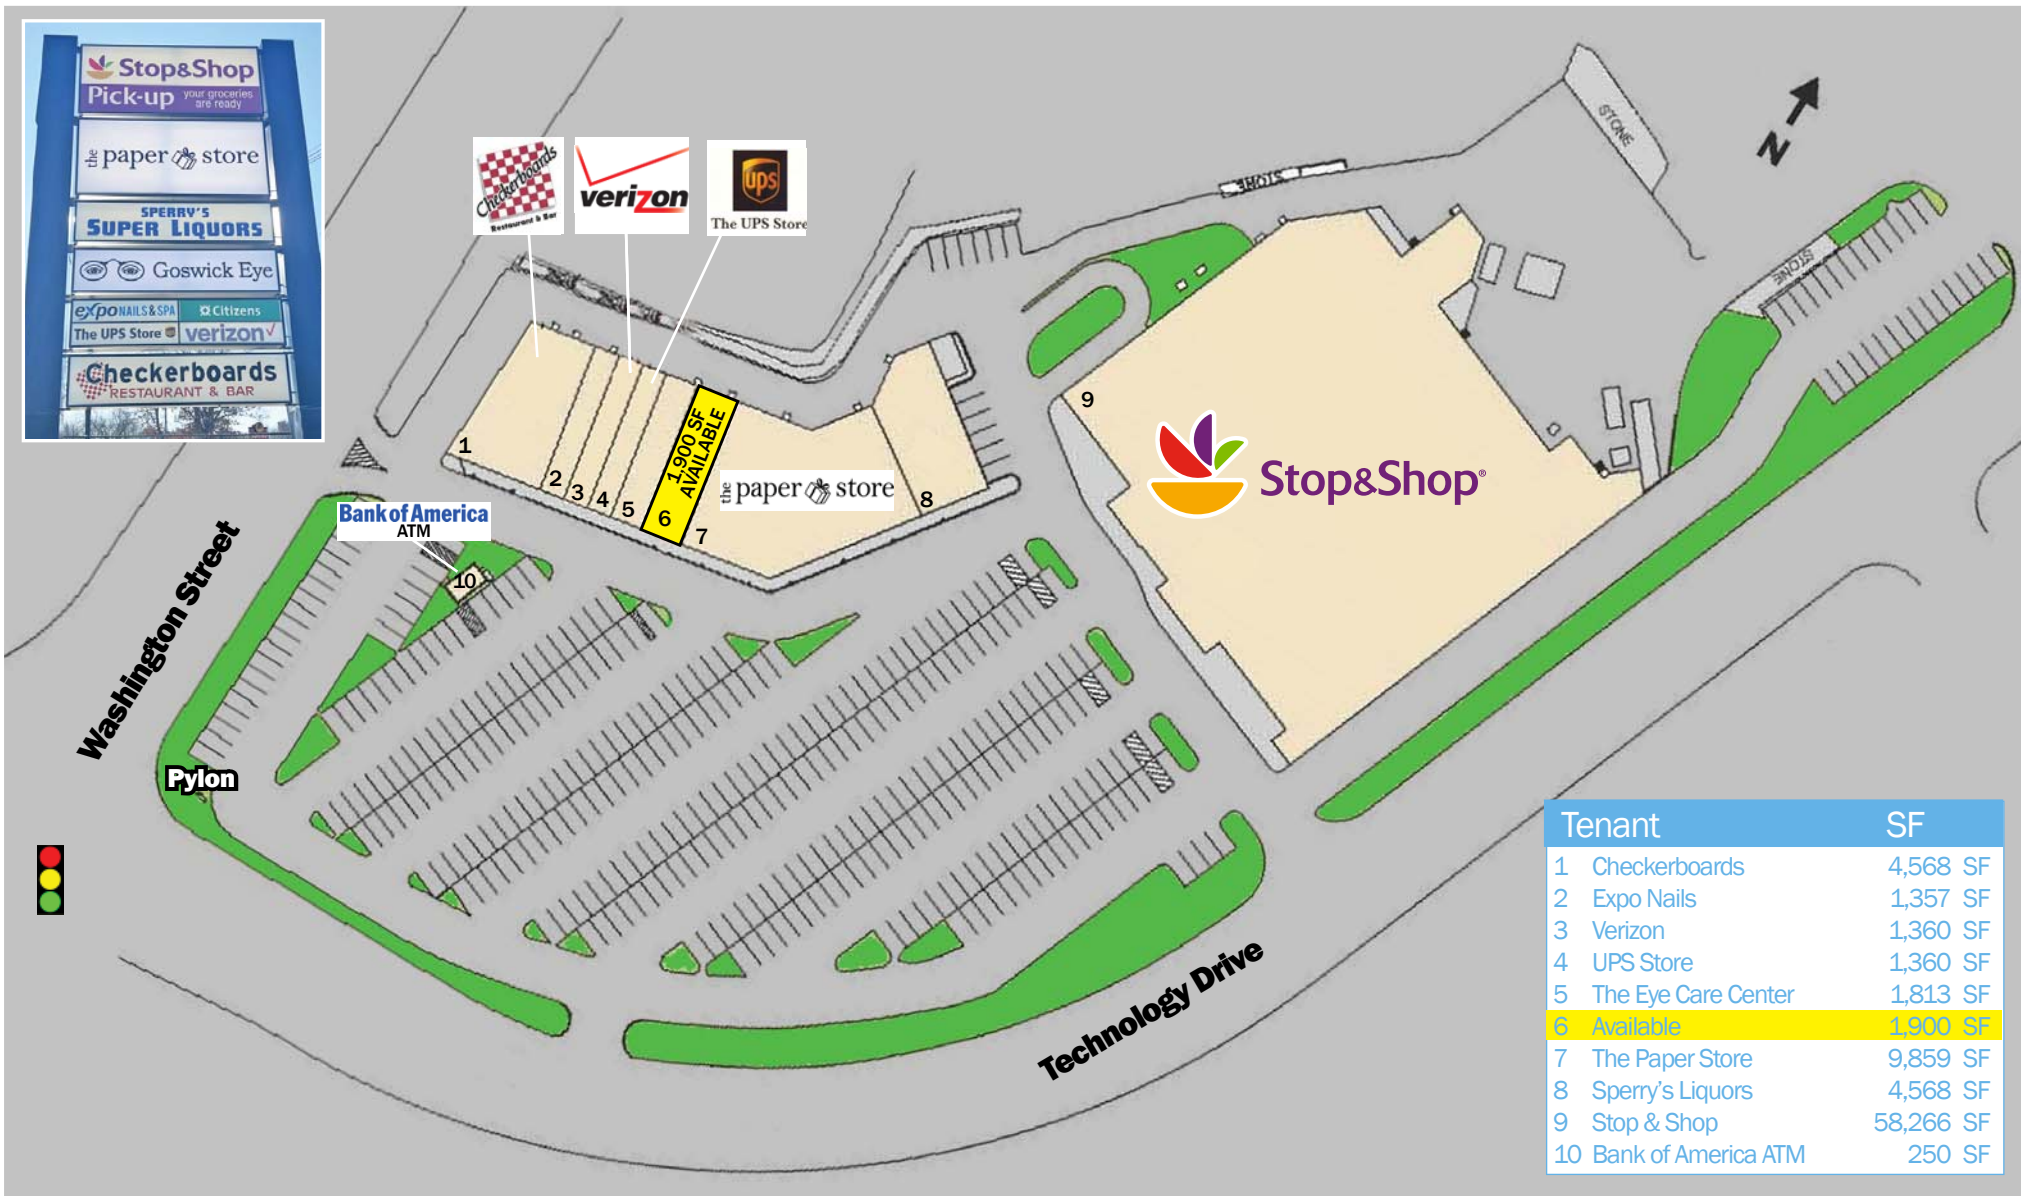 Stop&Shop
Pick-up your groceries are ready
the paper store
SPERRY'S
SUPER LIQUORS
Goswick Eye
expo NAILS & SPA
Citizens
The UPS Store
verizon
Checkerboards
RESTAURANT & BAR
Checkerboards
Restaurant & Bar
verizon
ups
The UPS Store
STONE
STONE
STONE
N
1
2
3
4
5
6
1,900 SF
AVAILABLE
7
the paper store
8
9
Stop&Shop®
Bank of America
ATM
10
Washington Street
Pylon
Technology Drive
Tenant SF
1 Checkerboards 4,568 SF
2 Expo Nails 1,357 SF
3 Verizon 1,360 SF
4 UPS Store 1,360 SF
5 The Eye Care Center 1,813 SF
6 Available 1,900 SF
7 The Paper Store 9,859 SF
8 Sperry's Liquors 4,568 SF
9 Stop & Shop 58,266 SF
10 Bank of America ATM 250 SF